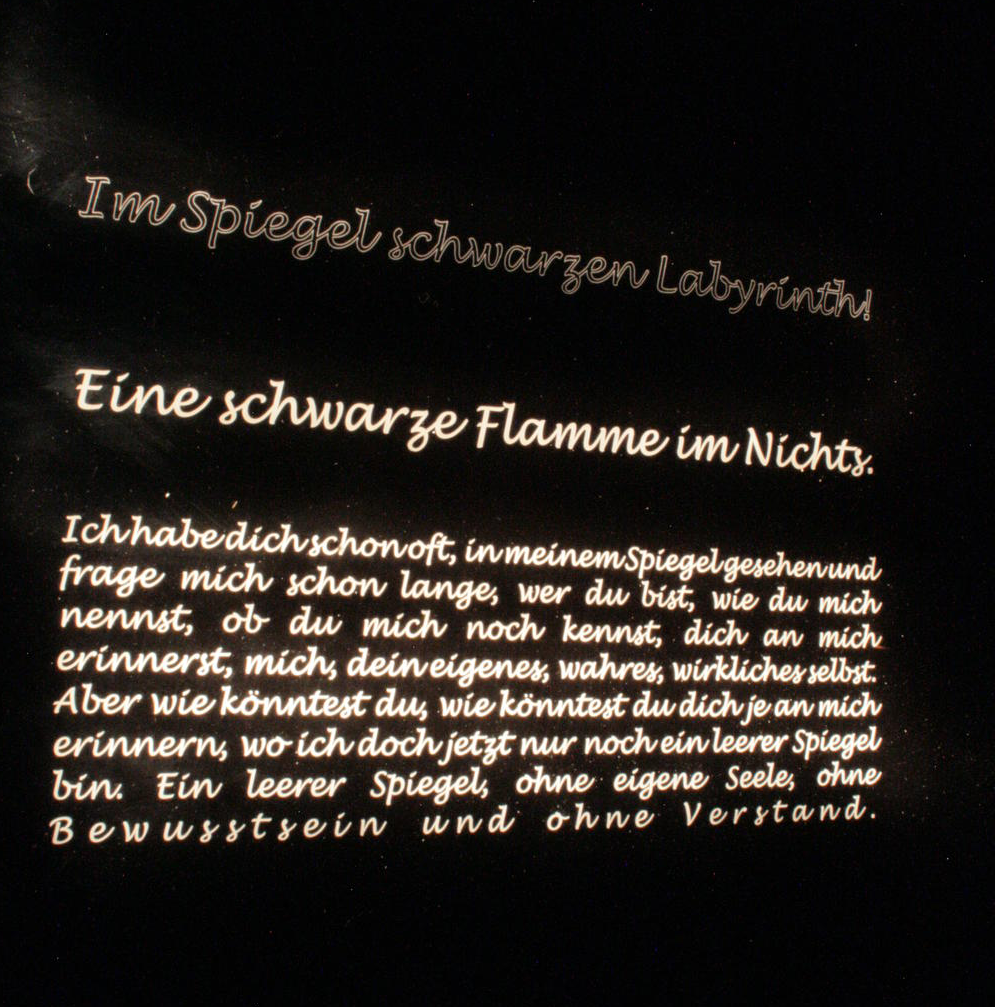 Im Spiegel schwarzen Labyrinth!
Eine schwarze Flamme im Nichts.
Ich habe dich schon oft, in meinem Spiegel gesehen und
frage mich schon lange, wer du bist, wie du mich
nennst, ob du mich noch kennst, dich an mich
erinnerst, mich, dein eigenes, wahres, wirkliches selbst.
Aber wie könntest du, wie könntest du dich je an mich
erinnern, wo ich doch jetzt nur noch ein leerer Spiegel
bin. Ein leerer Spiegel, ohne eigene Seele, ohne
Bewusstsein und ohne Verstand.